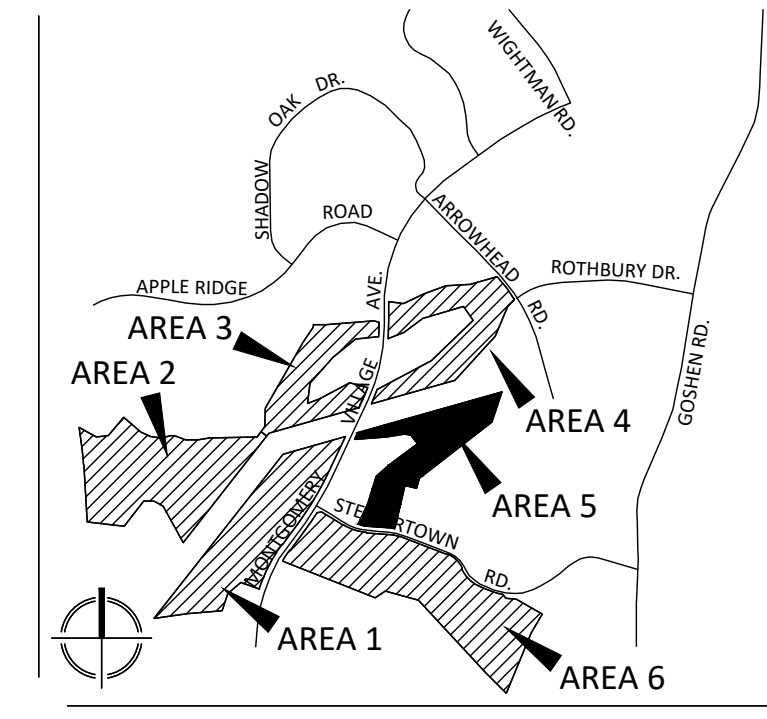 WIGHTMAN RD.
OAK DR.
SHADOW
ROAD
ARROWHEAD
RD.
ROTHBURY DR.
APPLE RIDGE
AVE.
AREA 3
AREA 2
VILLAGE
GOSHEN RD.
AREA 4
AREA 5
MONTGOMERY
RD.
AREA 1
AREA 6